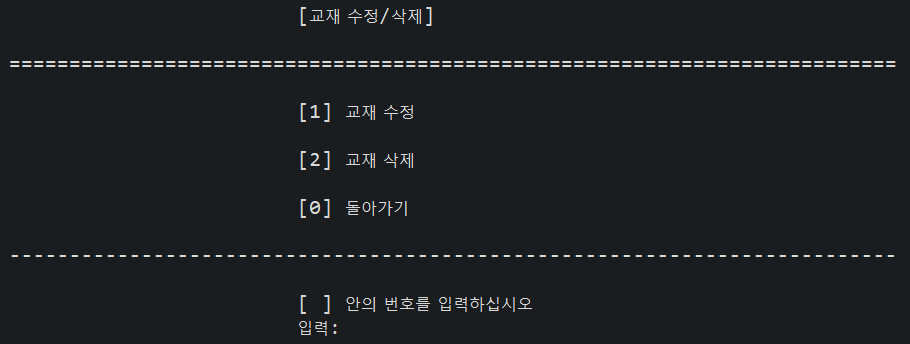 [교재 수정/삭제]
==========================================================================
[1] 교재 수정
[2] 교재 삭제
[0] 돌아가기
--------------------------------------------------------------------------
[ ] 안의 번호를 입력하십시오
입력: